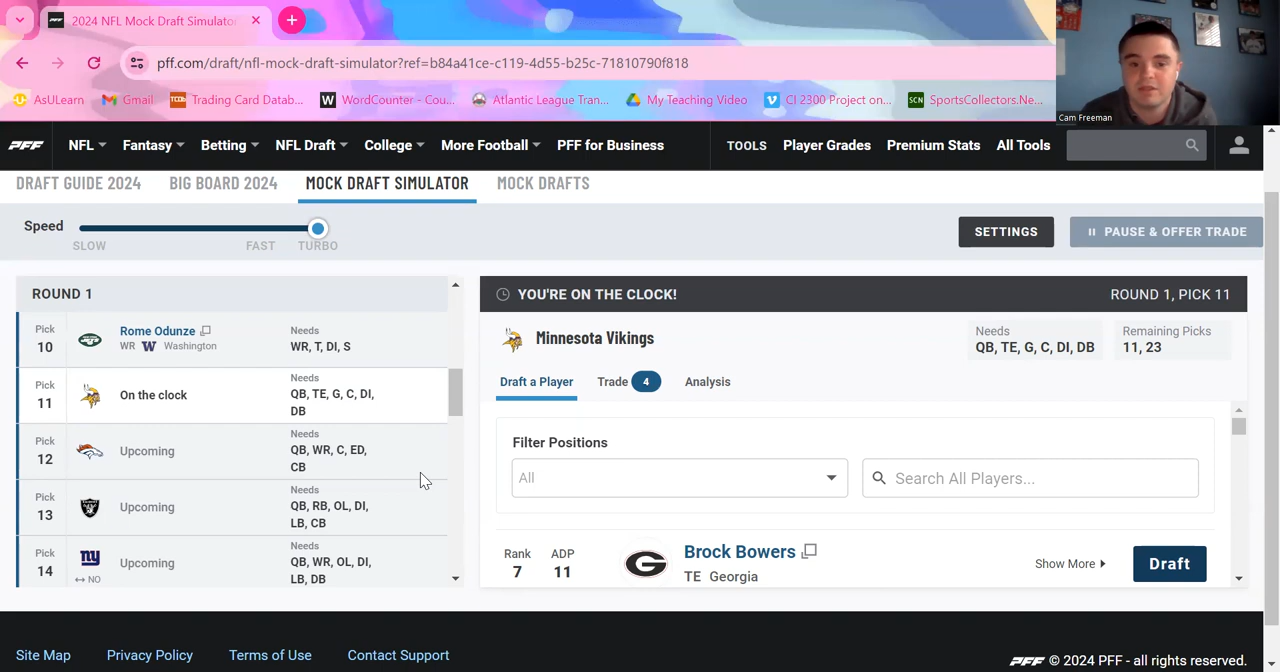 PFF 2024 NFL Mock Draft Simulator
pff.com/draft/nfl-mock-draft-simulator?ref=b84a41ce-c119-4d55-b25c-71810790f818
AsULearn Gmail Trading Card Datab... WordCounter - Cou... Atlantic League Tran... My Teaching Video CI 2300 Project on... SCN SportsCollectors.Ne...
Cam Freeman
PFF NFL Fantasy Betting NFL Draft College More Football PFF for Business TOOLS Player Grades Premium Stats All Tools
DRAFT GUIDE 2024 BIG BOARD 2024 MOCK DRAFT SIMULATOR MOCK DRAFTS
Speed
SLOW FAST TURBO
SETTINGS
PAUSE & OFFER TRADE
ROUND 1
Pick
10
Rome Odunze
WR W Washington
Needs
WR, T, DI, S
Pick
11
On the clock
Needs
QB, TE, G, C, DI,
DB
Pick
12
Upcoming
Needs
QB, WR, C, ED,
CB
Pick
13
Upcoming
Needs
QB, RB, OL, DI,
LB, CB
Pick
14
ny
↔ NO
Upcoming
Needs
QB, WR, OL, DI,
LB, DB
YOU'RE ON THE CLOCK!
ROUND 1, PICK 11
Minnesota Vikings
Needs
QB, TE, G, C, DI, DB
Remaining Picks
11, 23
Draft a Player Trade 4 Analysis
Filter Positions
All
Search All Players...
Rank
7
ADP
11
G
Brock Bowers
TE Georgia
Show More
Draft
Site Map Privacy Policy Terms of Use Contact Support
PFF © 2024 PFF - all rights reserved.